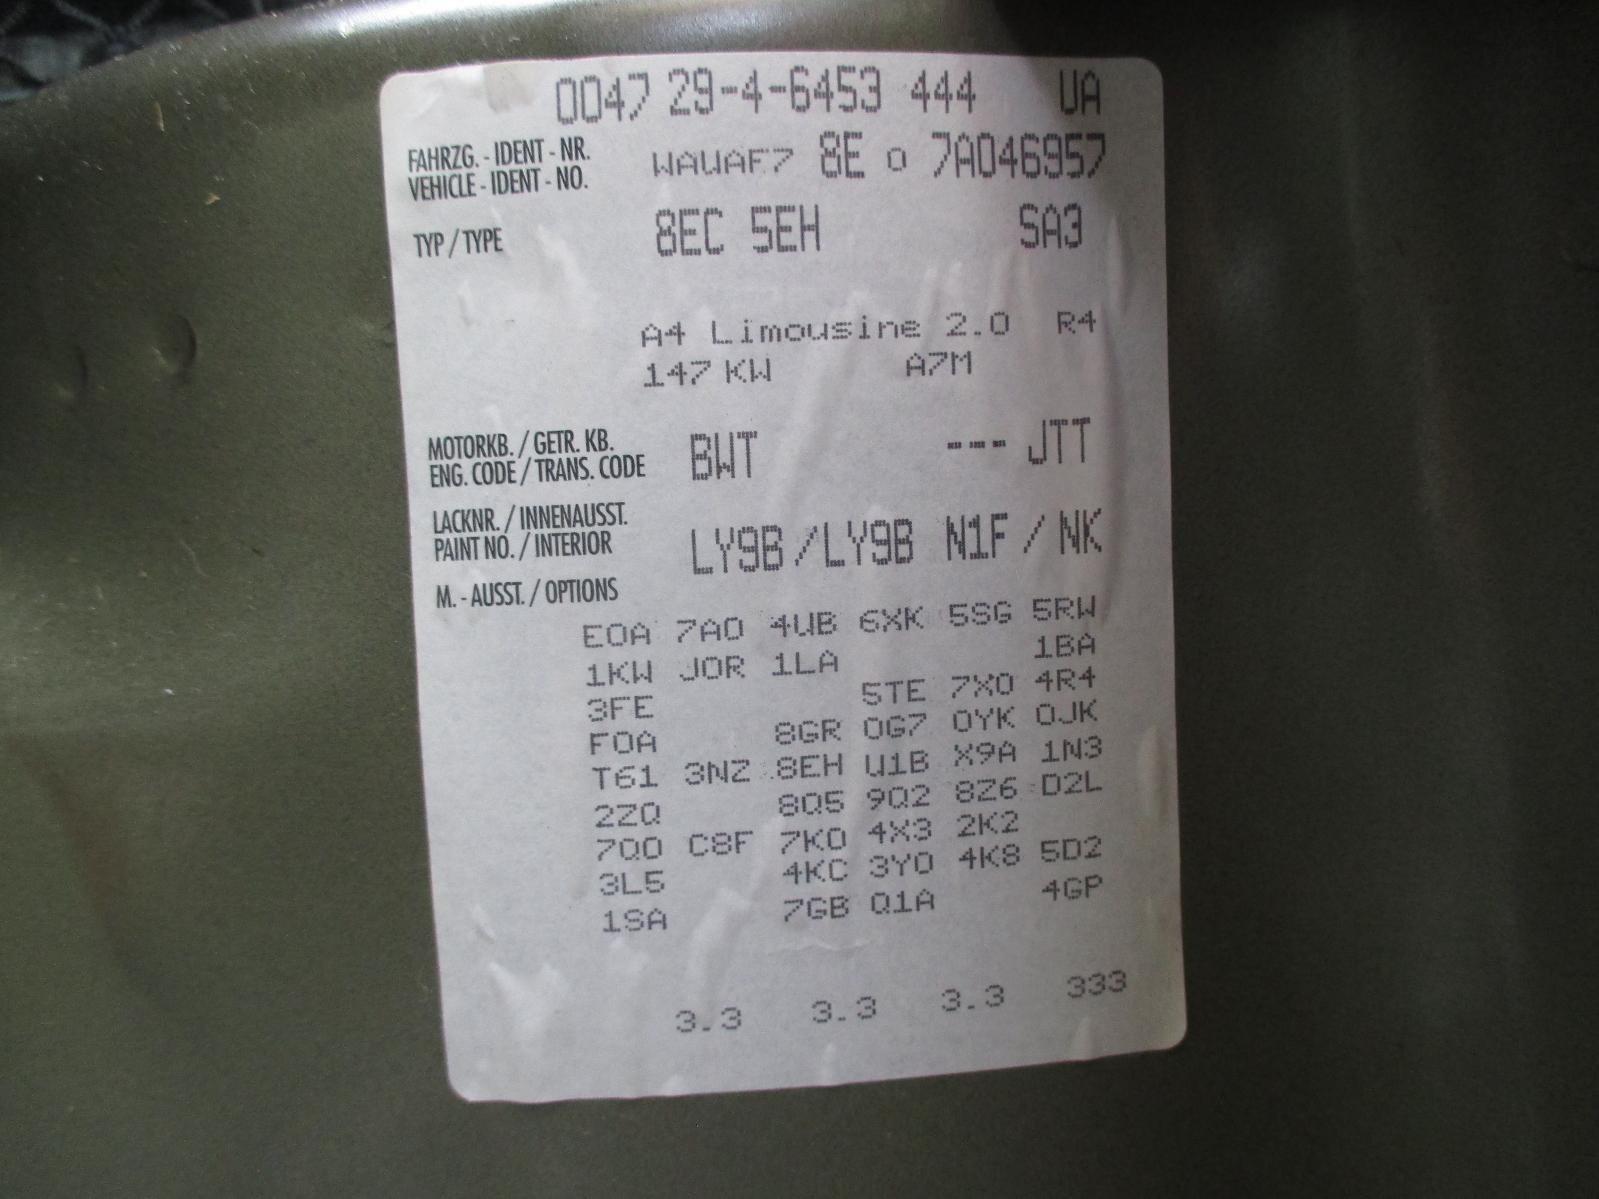 0047 29-4-6453 444 UA
FAHRZG. - IDENT - NR.
VEHICLE - IDENT - NO.
WAUAF7 8E 0 7A046957
TYP / TYPE 8EC 5EH SA3
A4 Limousine 2.0 R4
147 KW A7M
MOTORKB. / GETR. KB.
ENG. CODE / TRANS. CODE
BWT --- JTT
LACKNR. / INNENAUSST.
PAINT NO. / INTERIOR
LY9B / LY9B N1F / NK
M. - AUSST. / OPTIONS
E0A 7A0 4UB 6XK 5SG 5RW
1KW J0R 1LA 1BA
3FE 5TE 7X0 4R4
F0A 8GR 0G7 0YK 0JK
T61 3NZ 8EH U1B X9A 1N3
2ZQ 8Q5 9Q2 8Z6 D2L
7Q0 C8F 7K0 4X3 2K2
3L5 4KC 3Y0 4K8 5D2
1SA 7GB Q1A 4GP
3.3 3.3 3.3 333